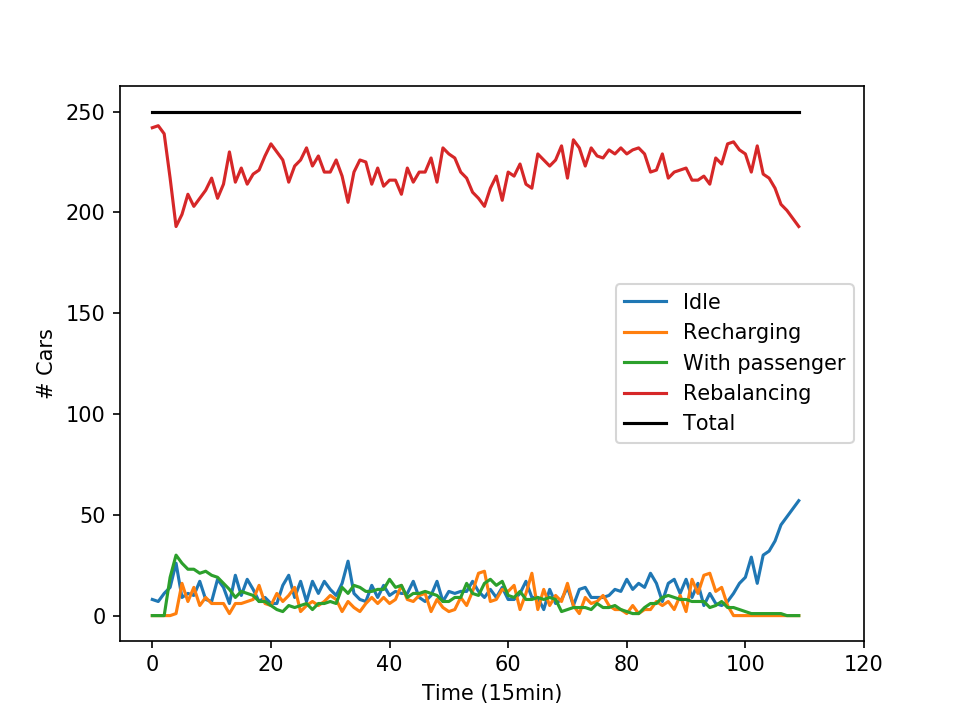 250
200
150
100
50
0
# Cars
Idle
Recharging
With passenger
Rebalancing
Total
0 20 40 60 80 100 120
Time (15min)